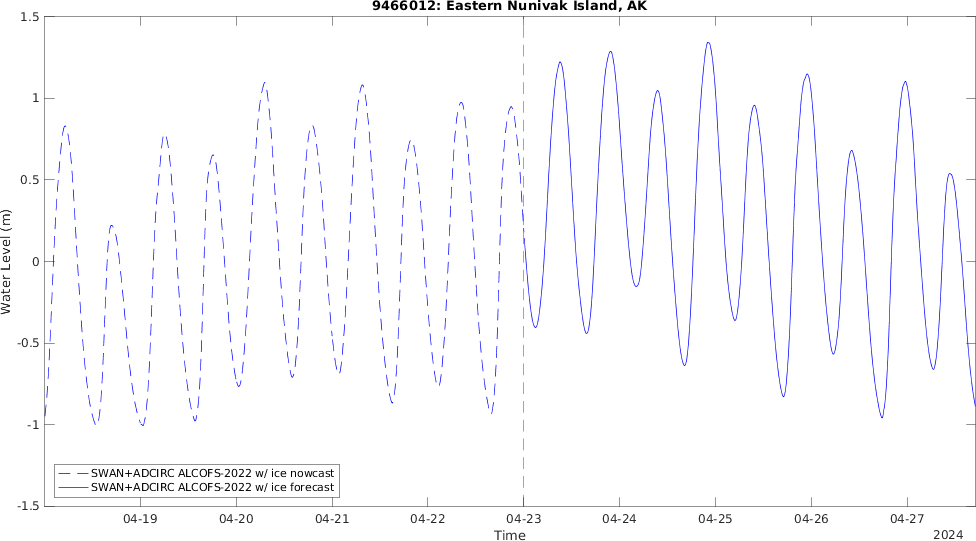 9466012: Eastern Nunivak Island, AK
1.5
1
0.5
0
-0.5
-1
-1.5
Water Level (m)
SWAN+ADCIRC ALCOFS-2022 w/ ice nowcast
SWAN+ADCIRC ALCOFS-2022 w/ ice forecast
04-19 04-20 04-21 04-22 04-23 04-24 04-25 04-26 04-27
Time
2024